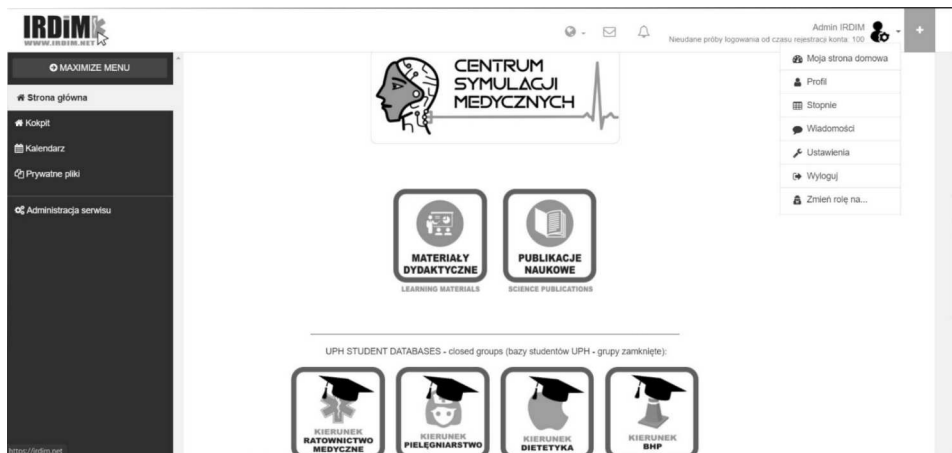 IRDiM
WWW.IRDIM.NET
Admin IRDIM
Nieudane próby logowania od czasu rejestracji konta: 100
MAXIMIZE MENU
Strona główna
Kokpit
Kalendarz
Prywatne pliki
Administracja serwisu
Moja strona domowa
Profil
Stopnie
Wiadomości
Ustawienia
Wyloguj
Zmień rolę na...
CENTRUM
SYMULACJI
MEDYCZNYCH
MATERIAŁY
DYDAKTYCZNE
LEARNING MATERIALS
PUBLIKACJE
NAUKOWE
SCIENCE PUBLICATIONS
UPH STUDENT DATABASES - closed groups (bazy studentów UPH - grupy zamknięte):
KIERUNEK
RATOWNICTWO
MEDYCZNE
KIERUNEK
PIELĘGNIARSTWO
KIERUNEK
DIETETYKA
KIERUNEK
BHP
https://irdim.net